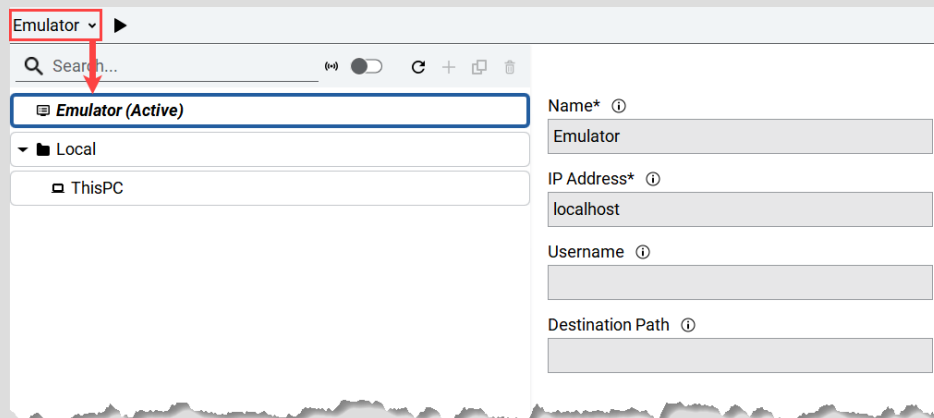 Emulator
Search...
Emulator (Active)
Local
ThisPC
Name*
Emulator
IP Address*
localhost
Username
Destination Path